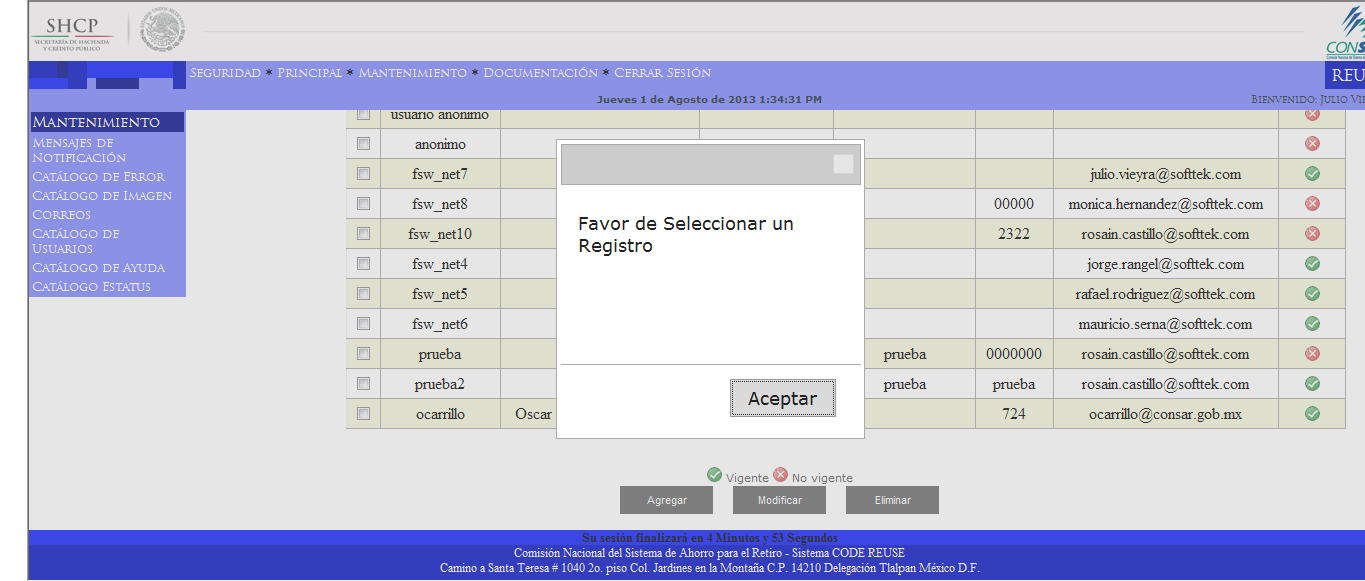 SHCP
SECRETARÍA DE HACIENDA
Y CRÉDITO PÚBLICO
CONS
SEGURIDAD * PRINCIPAL * MANTENIMIENTO * DOCUMENTACIÓN * CERRAR SESIÓN
REU
Jueves 1 de Agosto de 2013 1:34:31 PM
BIENVENIDO: JULIO VIE
MANTENIMIENTO
MENSAJES DE
NOTIFICACIÓN
CATÁLOGO DE ERROR
CATÁLOGO DE IMAGEN
CORREOS
CATÁLOGO DE
USUARIOS
CATÁLOGO DE AYUDA
CATÁLOGO ESTATUS
usuario anonimo
anonimo
fsw_net7 julio.vieyra@softtek.com
fsw_net8 00000 monica.hernandez@softtek.com
fsw_net10 2322 rosain.castillo@softtek.com
fsw_net4 jorge.rangel@softtek.com
fsw_net5 rafael.rodriguez@softtek.com
fsw_net6 mauricio.serna@softtek.com
prueba prueba 0000000 rosain.castillo@softtek.com
prueba2 prueba prueba rosain.castillo@softtek.com
ocarrillo Oscar 724 ocarrillo@consar.gob.mx
Favor de Seleccionar un
Registro
Aceptar
Vigente No vigente
Agregar Modificar Eliminar
Su sesión finalizará en 4 Minutos y 53 Segundos
Comisión Nacional del Sistema de Ahorro para el Retiro - Sistema CODE REUSE
Camino a Santa Teresa # 1040 2o. piso Col. Jardines en la Montaña C.P. 14210 Delegación Tlalpan México D.F.